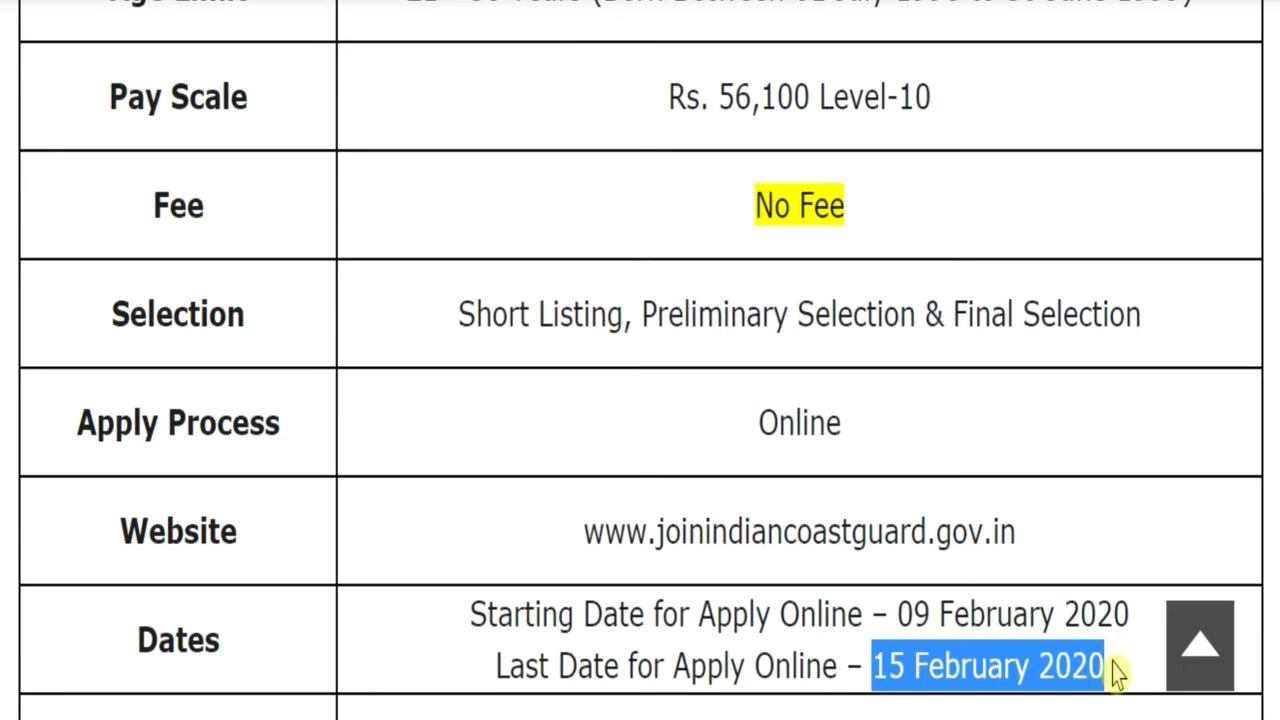 Pay Scale
Rs. 56,100 Level-10
Fee
No Fee
Selection
Short Listing, Preliminary Selection & Final Selection
Apply Process
Online
Website
www.joinindiancoastguard.gov.in
Dates
Starting Date for Apply Online – 09 February 2020
Last Date for Apply Online – 15 February 2020